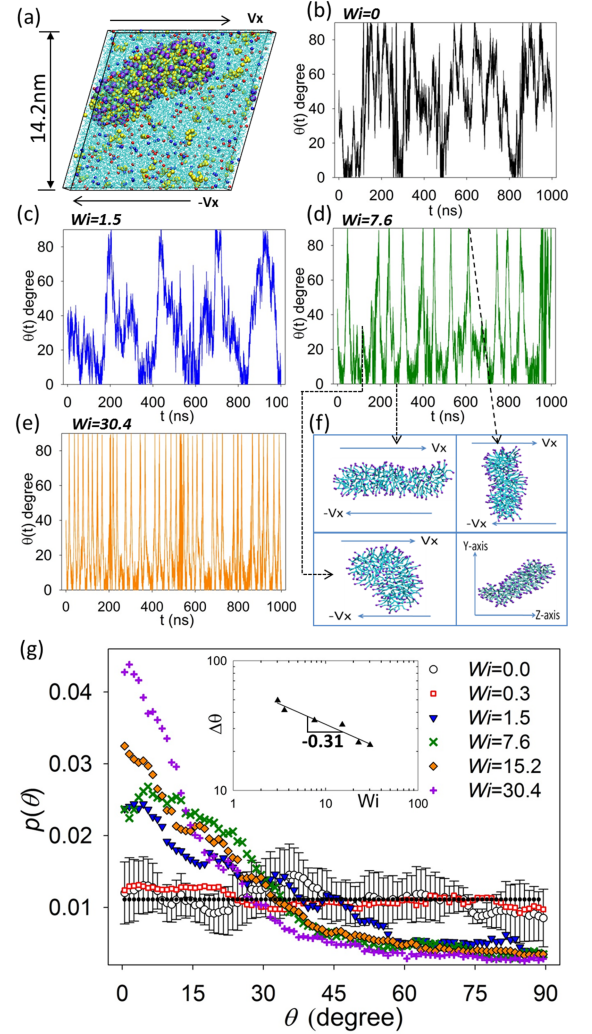 (a)
Vx
14.2nm
-Vx
(b)
Wi=0
θ(t) degree
80
60
40
20
0
0 200 400 600 800 1000
t (ns)
(c)
Wi=1.5
θ(t) degree
80
60
40
20
0
0 200 400 600 800 1000
t (ns)
(d)
Wi=7.6
θ(t) degree
80
60
40
20
0
0 200 400 600 800 1000
t (ns)
(e)
Wi=30.4
θ(t) degree
80
60
40
20
0
0 200 400 600 800 1000
t (ns)
(f)
Vx
-Vx
Vx
-Vx
Vx
-Vx
Y-axis
Z-axis
(g)
p(θ)
0.04
0.03
0.02
0.01
0 15 30 45 60 75 90
θ (degree)
100
10
Δθ
-0.31
1 10 Wi 100
Wi=0.0
Wi=0.3
Wi=1.5
Wi=7.6
Wi=15.2
Wi=30.4